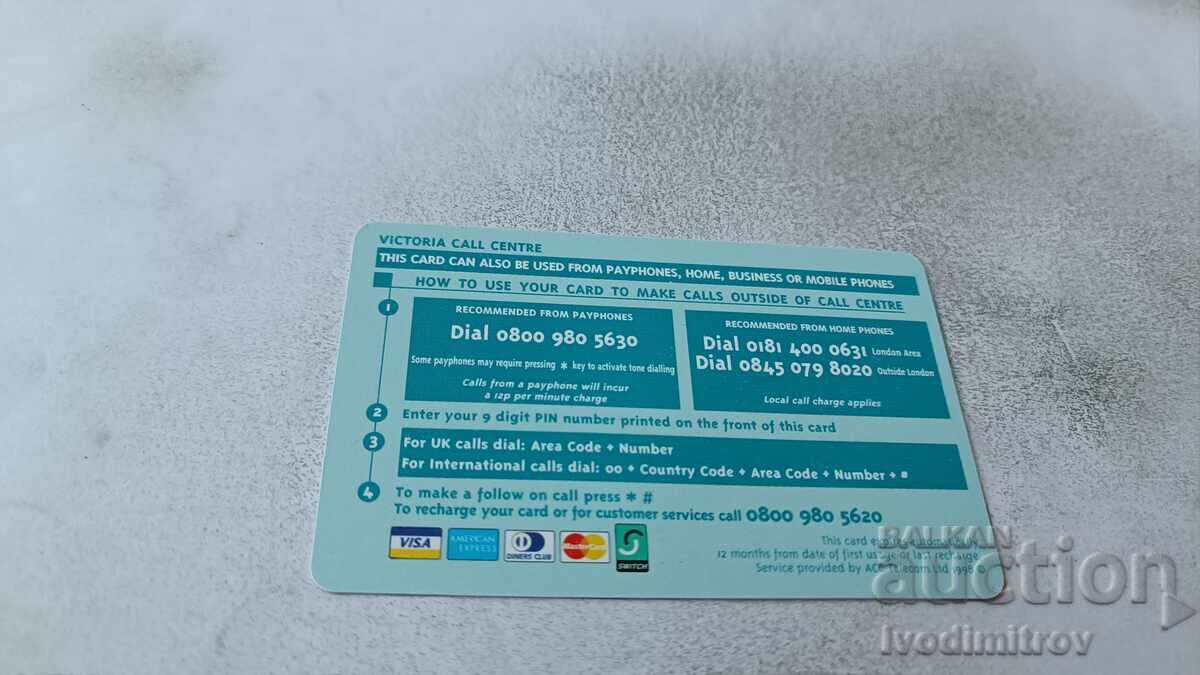 VICTORIA CALL CENTRE
THIS CARD CAN ALSO BE USED FROM PAYPHONES, HOME, BUSINESS OR MOBILE PHONES
HOW TO USE YOUR CARD TO MAKE CALLS OUTSIDE OF CALL CENTRE
1
RECOMMENDED FROM PAYPHONES
Dial 0800 980 5630
Some payphones may require pressing * key to activate tone dialling
Calls from a payphone will incur
a 12p per minute charge
RECOMMENDED FROM HOME PHONES
Dial 0181 400 0631 London Area
Dial 0845 079 8020 Outside London
Local call charge applies
2 Enter your 9 digit PIN number printed on the front of this card
3 For UK calls dial: Area Code + Number
For International calls dial: 00 + Country Code + Area Code + Number + #
4 To make a follow on call press * #
To recharge your card or for customer services call 0800 980 5620
VISA
AMERICAN EXPRESS
DINERS CLUB
MasterCard
S
SWITCH
This card expires automatically
12 months from date of first usage or last recharge
Service provided by ACC Telecom Ltd 1998 ©
BALKAN
auction
Ivodimitrov